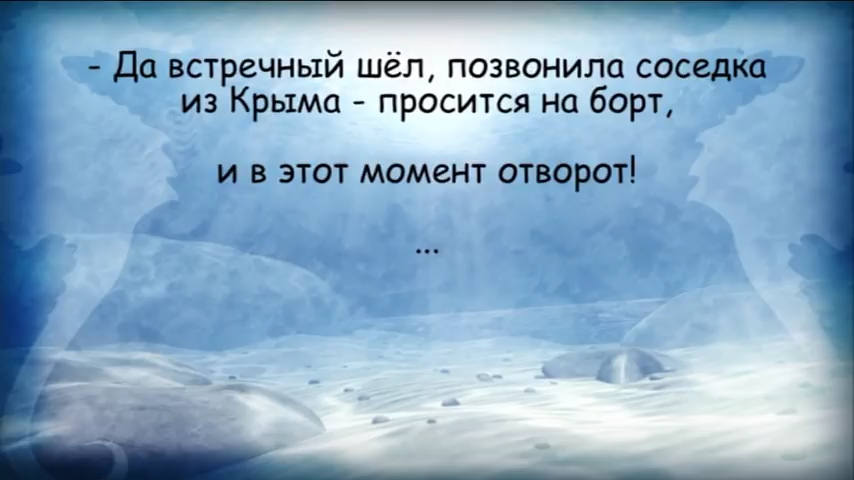 - Да встречный шёл, позвонила соседка
из Крыма - просится на борт,
и в этот момент отворот!
...